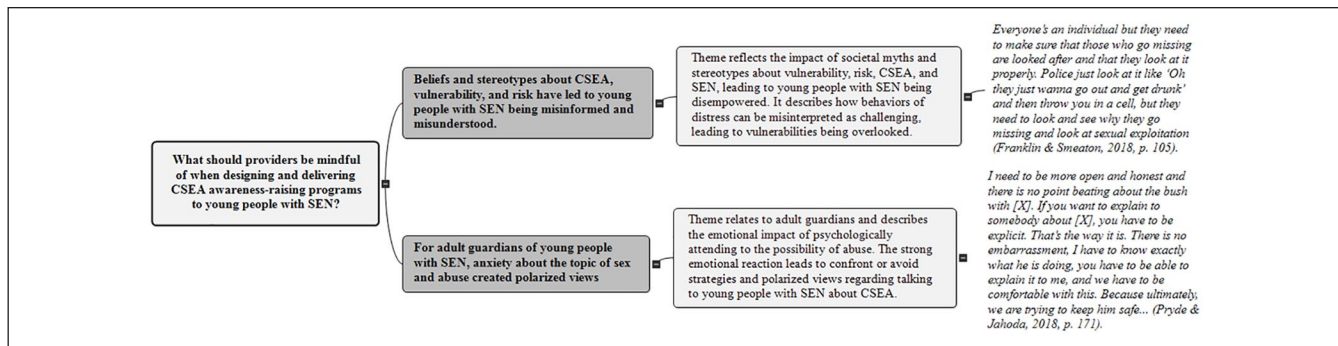 What should providers be mindful
of when designing and delivering
CSEA awareness-raising programs
to young people with SEN?
Beliefs and stereotypes about CSEA,
vulnerability, and risk have led to young
people with SEN being misinformed and
misunderstood.
Theme reflects the impact of societal myths and
stereotypes about vulnerability, risk, CSEA, and
SEN, leading to young people with SEN being
disempowered. It describes how behaviors of
distress can be misinterpreted as challenging,
leading to vulnerabilities being overlooked.
Everyone's an individual but they need
to make sure that those who go missing
are looked after and that they look at it
properly. Police just look at it like 'Oh
they just wanna go out and get drunk'
and then throw you in a cell, but they
need to look and see why they go
missing and look at sexual exploitation
(Franklin & Smeaton, 2018, p. 105).
For adult guardians of young people
with SEN, anxiety about the topic of sex
and abuse created polarized views
Theme relates to adult guardians and describes
the emotional impact of psychologically
attending to the possibility of abuse. The strong
emotional reaction leads to confront or avoid
strategies and polarized views regarding talking
to young people with SEN about CSEA.
I need to be more open and honest and
there is no point beating about the bush
with [X]. If you want to explain to
somebody about [X], you have to be
explicit. That's the way it is. There is no
embarrassment, I have to know exactly
what he is doing, you have to be able to
explain it to me, and we have to be
comfortable with this. Because ultimately,
we are trying to keep him safe... (Pryde &
Jahoda, 2018, p. 171).